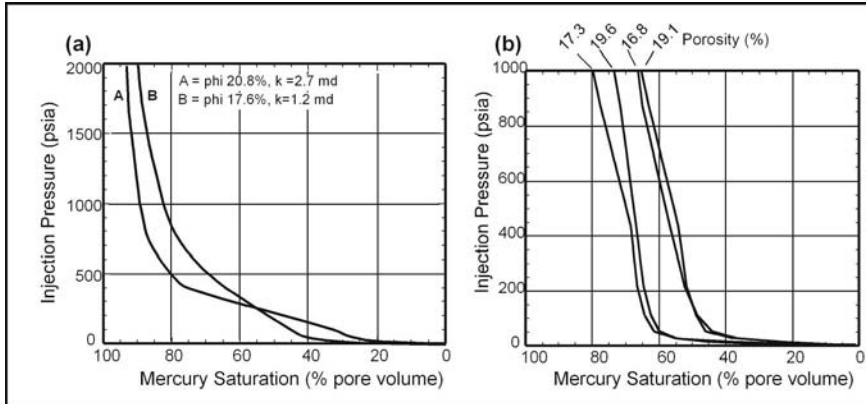 (a)
A = phi 20.8%, k =2.7 md
B = phi 17.6%, k=1.2 md
A B
2000
1500
1000
500
0
Injection Pressure (psia)
100 80 60 40 20 0
Mercury Saturation (% pore volume)
(b)
17.3 19.6 16.8 19.1 Porosity (%)
1000
800
600
400
200
0
Injection Pressure (psia)
100 80 60 40 20 0
Mercury Saturation (% pore volume)